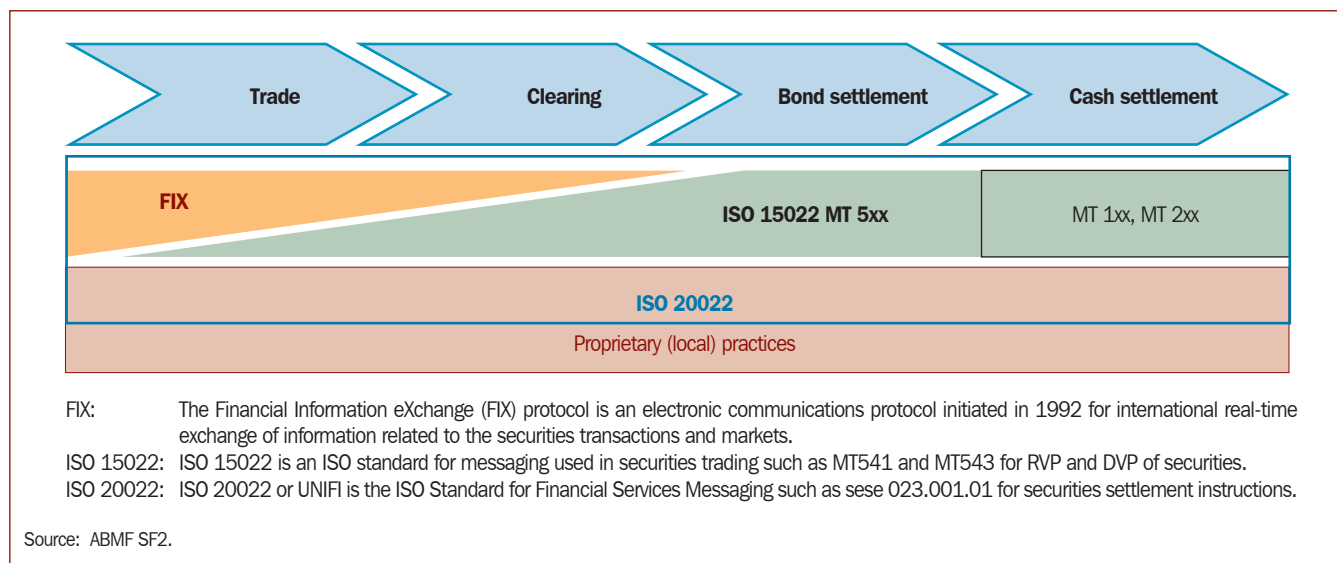 Trade
Clearing
Bond settlement
Cash settlement
FIX
ISO 15022 MT 5xx
MT 1xx, MT 2xx
ISO 20022
Proprietary (local) practices
FIX: The Financial Information eXchange (FIX) protocol is an electronic communications protocol initiated in 1992 for international real-time
exchange of information related to the securities transactions and markets.
ISO 15022: ISO 15022 is an ISO standard for messaging used in securities trading such as MT541 and MT543 for RVP and DVP of securities.
ISO 20022: ISO 20022 or UNIFI is the ISO Standard for Financial Services Messaging such as sese 023.001.01 for securities settlement instructions.
Source: ABMF SF2.